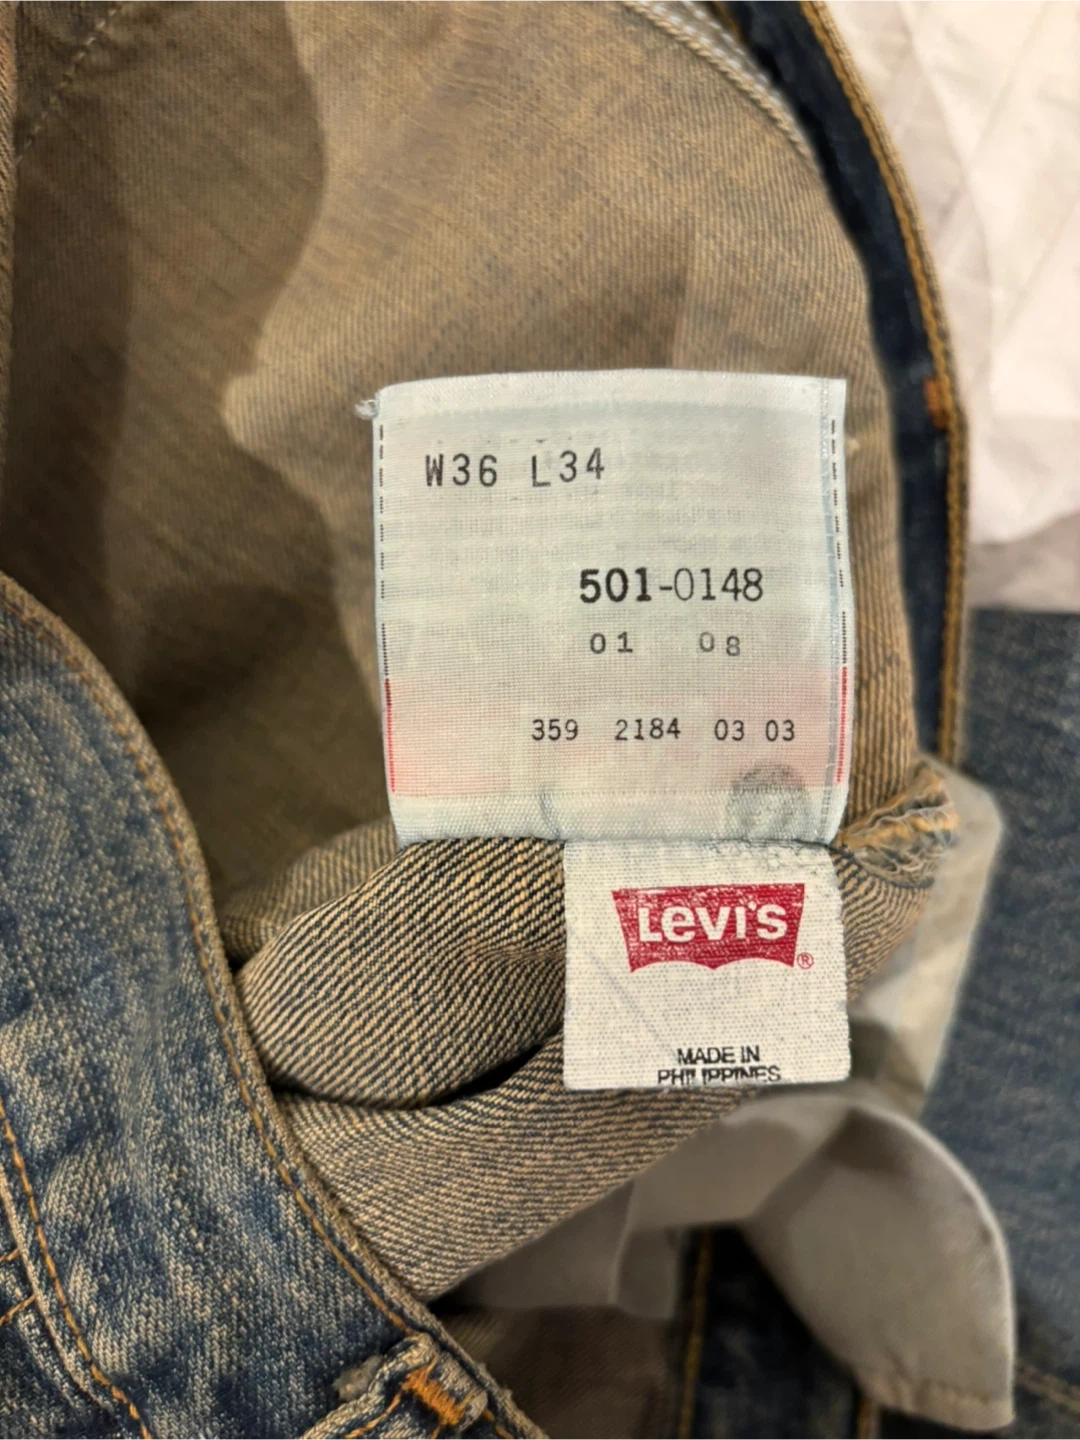 W36 L34
501-0148
01 08
359 2184 03 03
LEVI'S ®
MADE IN
PHILIPPINES